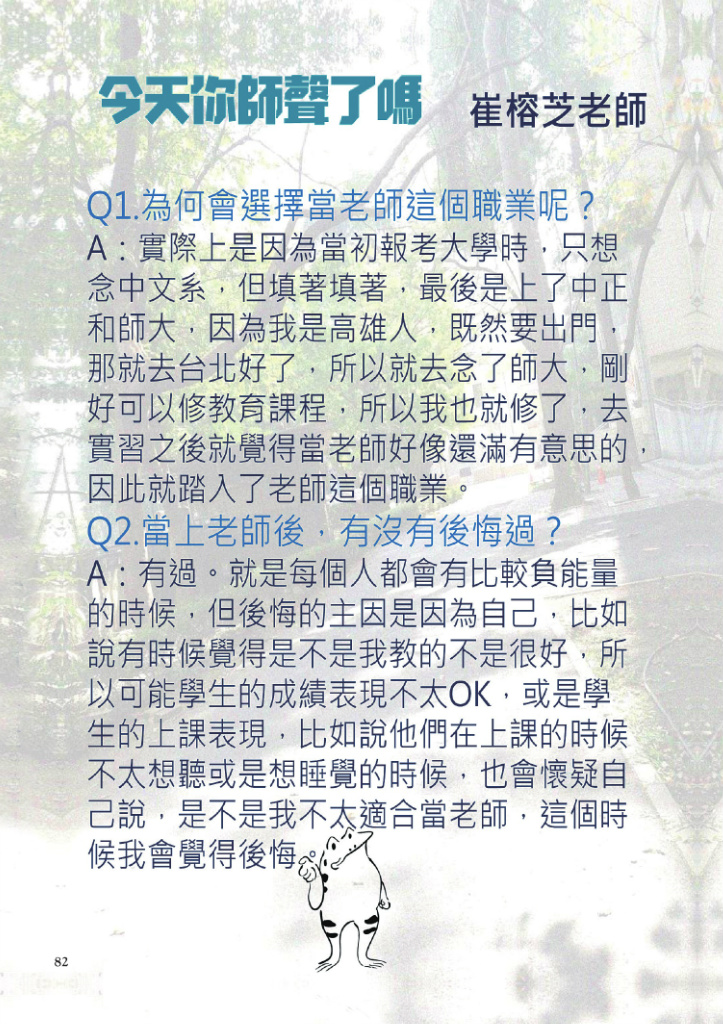 今天你師聲了嗎
崔榕芝老師
Q1.為何會選擇當老師這個職業呢？
A：實際上是因為當初報考大學時，只想
念中文系，但填著填著，最後是上了中正
和師大，因為我是高雄人，既然要出門，
那就去台北好了，所以就去念了師大，剛
好可以修教育課程，所以我也就修了，去
實習之後就覺得當老師好像還滿有意思的，
因此就踏入了老師這個職業。
Q2.當上老師後，有沒有後悔過？
A：有過。就是每個人都會有比較負能量
的時候，但後悔的主因是因為自己，比如
說有時候覺得是不是我教的不是很好，所
以可能學生的成績表現不太OK，或是學
生的上課表現，比如說他們在上課的時候
不太想聽或是想睡覺的時候，也會懷疑自
己說，是不是我不太適合當老師，這個時
候我會覺得後悔。
82